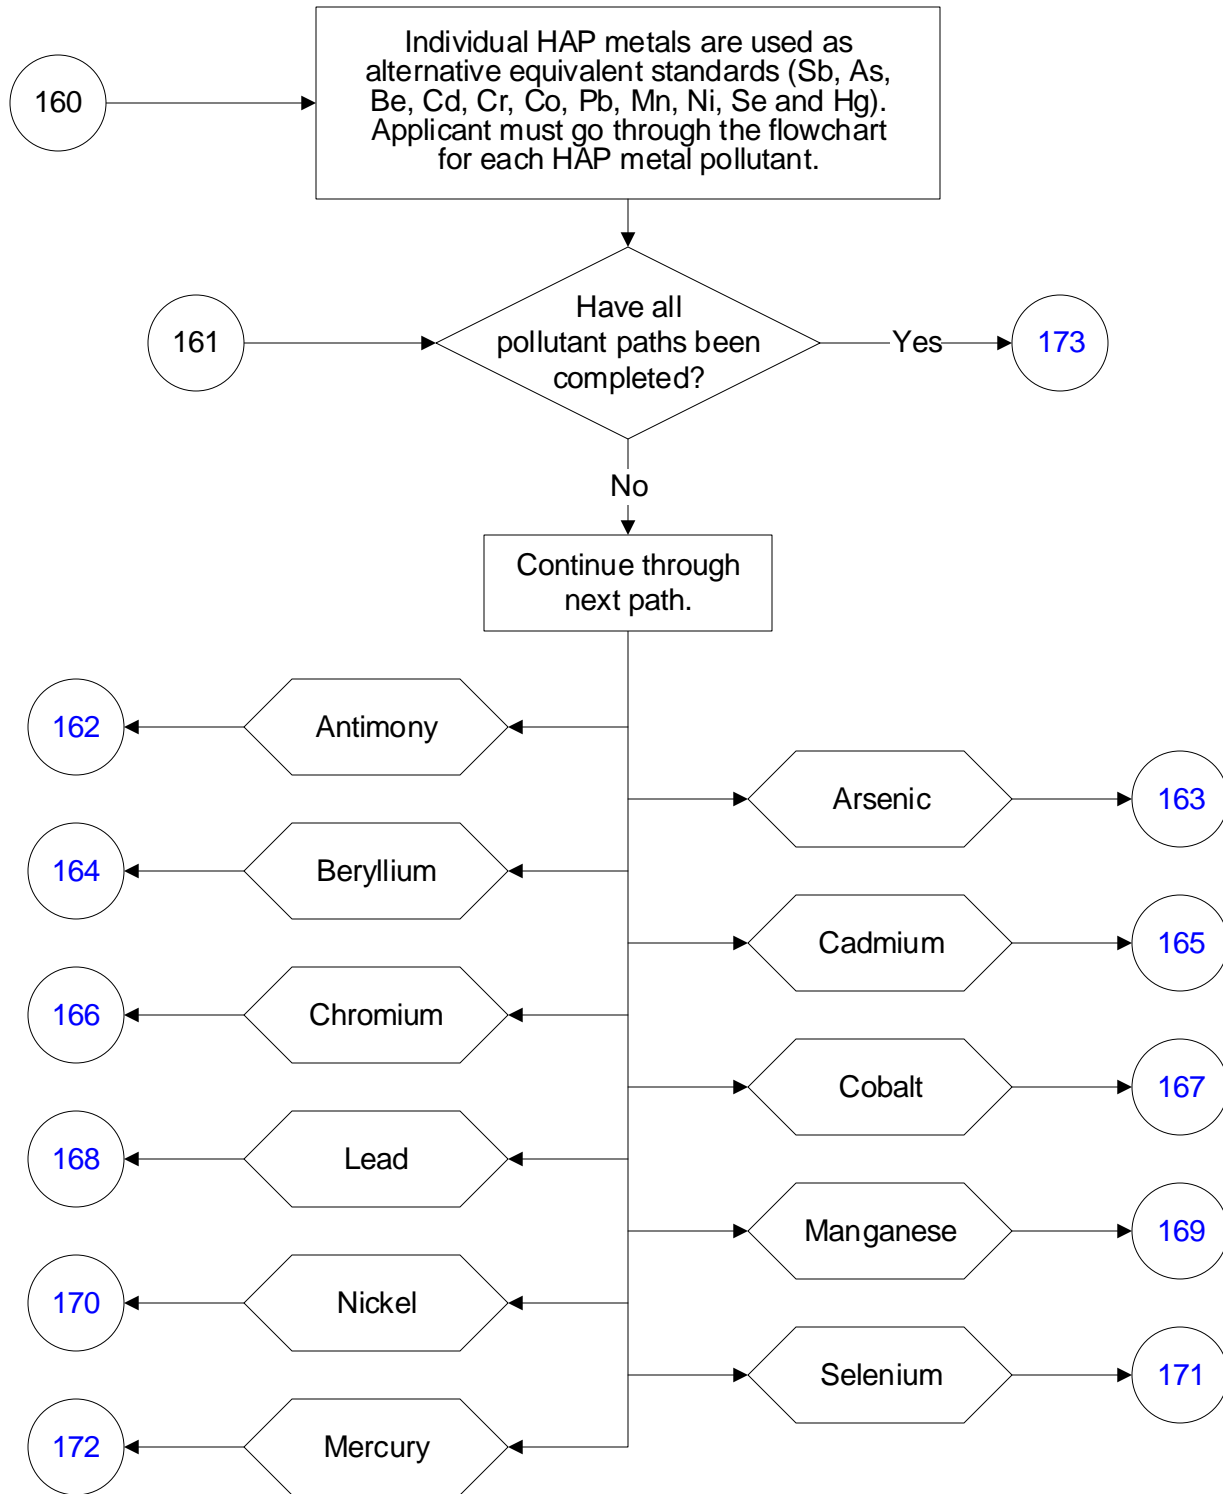 Individual HAP metals are used as
alternative equivalent standards (Sb, As,
Be, Cd, Cr, Co, Pb, Mn, Ni, Se and Hg).
Applicant must go through the flowchart
for each HAP metal pollutant.
160
Have all
pollutant paths been
completed?
161
Yes
173
No
Continue through
next path.
162
Antimony
Arsenic
163
164
Beryllium
Cadmium
165
166
Chromium
Cobalt
167
168
Lead
Manganese
169
170
Nickel
Selenium
171
172
Mercury